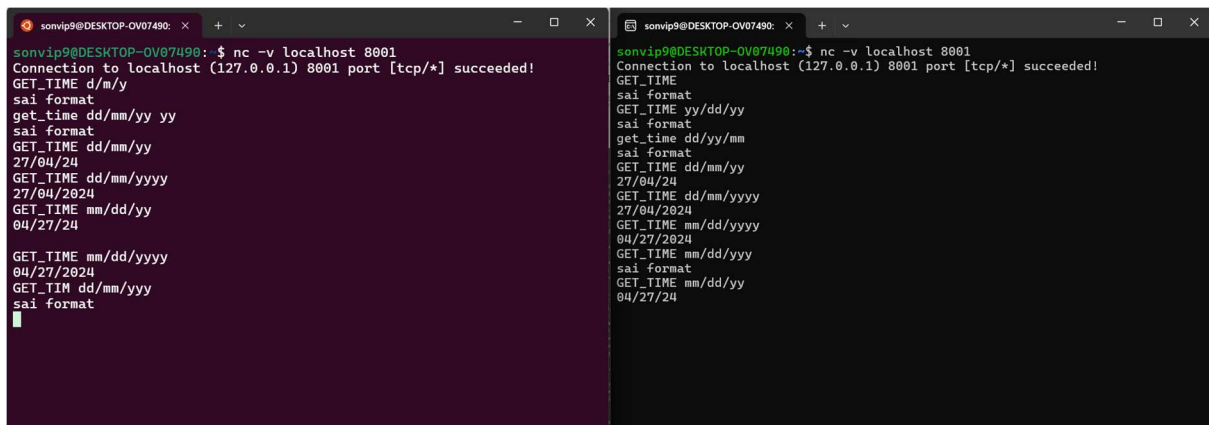 sonvip9@DESKTOP-OV07490:
sonvip9@DESKTOP-OV07490:~$ nc -v localhost 8001
Connection to localhost (127.0.0.1) 8001 port [tcp/*] succeeded!
GET_TIME d/m/y
sai format
get_time dd/mm/yy yy
sai format
GET_TIME dd/mm/yy
27/04/24
GET_TIME dd/mm/yyyy
27/04/2024
GET_TIME mm/dd/yy
04/27/24
GET_TIME mm/dd/yyyy
04/27/2024
GET_TIM dd/mm/yyy
sai format
sonvip9@DESKTOP-OV07490:
sonvip9@DESKTOP-OV07490:~$ nc -v localhost 8001
Connection to localhost (127.0.0.1) 8001 port [tcp/*] succeeded!
GET_TIME
sai format
GET_TIME yy/dd/yy
sai format
get_time dd/yy/mm
sai format
GET_TIME dd/mm/yy
27/04/24
GET_TIME dd/mm/yyyy
27/04/2024
GET_TIME mm/dd/yyyy
04/27/2024
GET_TIME mm/dd/yyy
sai format
GET_TIME mm/dd/yy
04/27/24